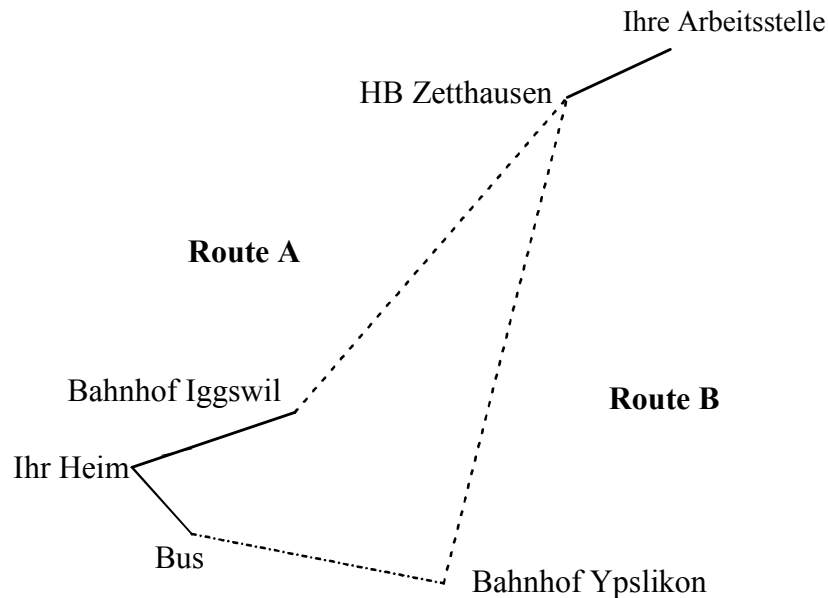 Ihre Arbeitsstelle
HB Zetthausen
Route A
Bahnhof Iggswil
Route B
Ihr Heim
Bus
Bahnhof Ypslikon